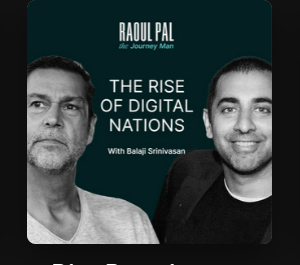 RAOUL PAL
the Journey Man
THE RISE
OF DIGITAL
NATIONS
With Balaji Srinivasan